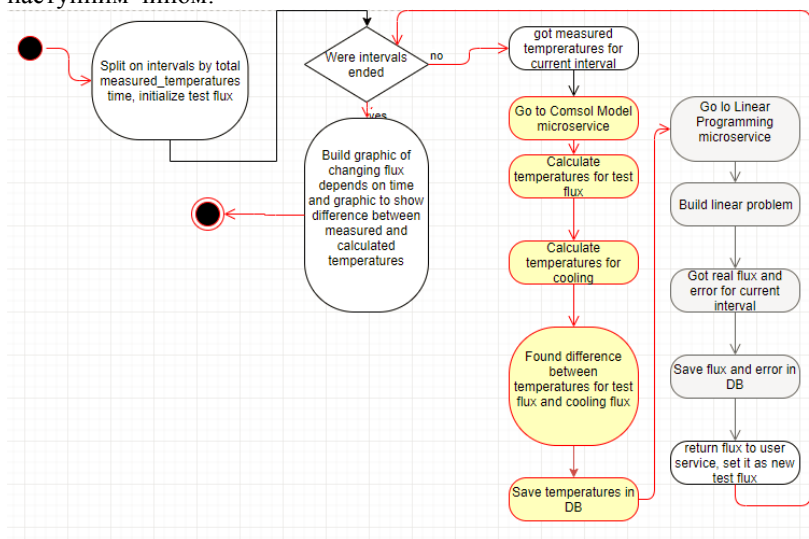 наступним чином:
Split on intervals by total
measured_temperatures
time, initialize test flux
Were intervals
ended
no
yes
got measured
tempreratures for
current interval
Go to Comsol Model
microservice
Calculate
temperatures for test
flux
Calculate
temperatures for
cooling
Found difference
between
temperatures for test
flux and cooling flux
Save temperatures in
DB
Go lo Linear
Programming
microservice
Build linear problem
Got real flux and
error for current
interval
Save flux and error in
DB
return flux to user
service, set it as new
test flux
Build graphic of
changing flux
depends on time
and graphic to show
difference between
measured and
calculated
temperatures